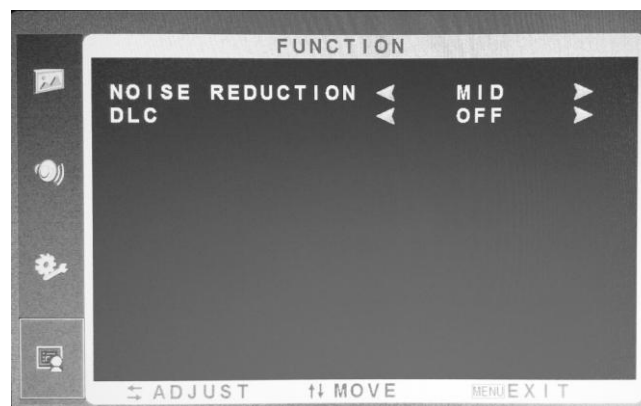 FUNCTION
NOISE REDUCTION MID
DLC OFF
ADJUST MOVE MENU EXIT